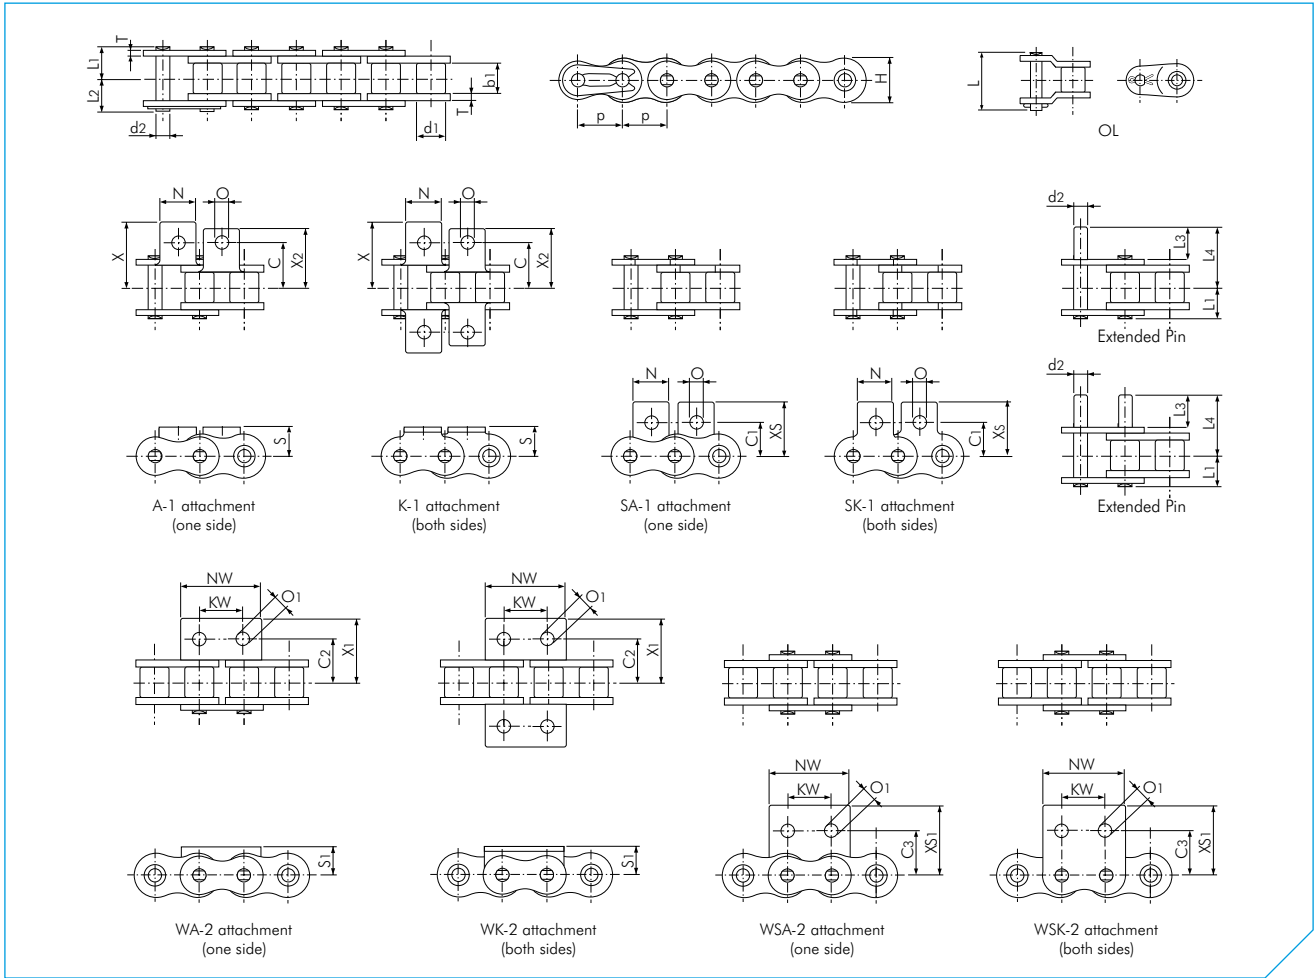 T
L1
L2
d2
d1
b1
T
p
p
H
L
OL
N
O
X
C
X2
N
O
X
C
X2
d2
L3
L4
L1
Extended Pin
S
A-1 attachment
(one side)
S
K-1 attachment
(both sides)
N
O
C1
XS
SA-1 attachment
(one side)
N
O
C1
XS
SK-1 attachment
(both sides)
d2
L3
L4
L1
Extended Pin
NW
KW
O1
C2
X1
NW
KW
O1
C2
X1
S1
WA-2 attachment
(one side)
S1
WK-2 attachment
(both sides)
NW
KW
O1
C3
XS1
WSA-2 attachment
(one side)
NW
KW
O1
C3
XS1
WSK-2 attachment
(both sides)